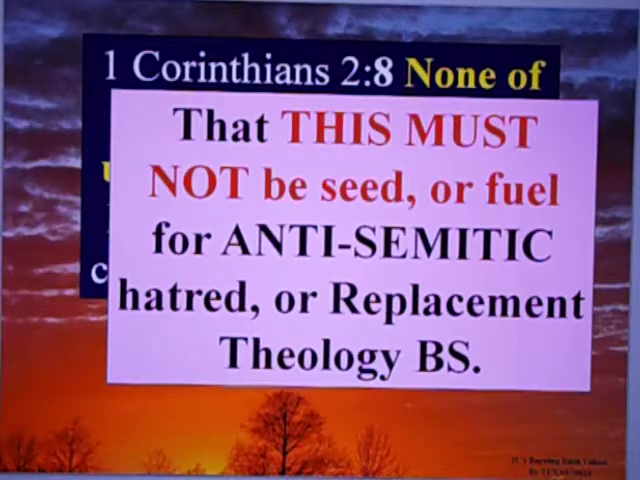 1 Corinthians 2:8 None of
That THIS MUST
NOT be seed, or fuel
for ANTI-SEMITIC
hatred, or Replacement
Theology BS.